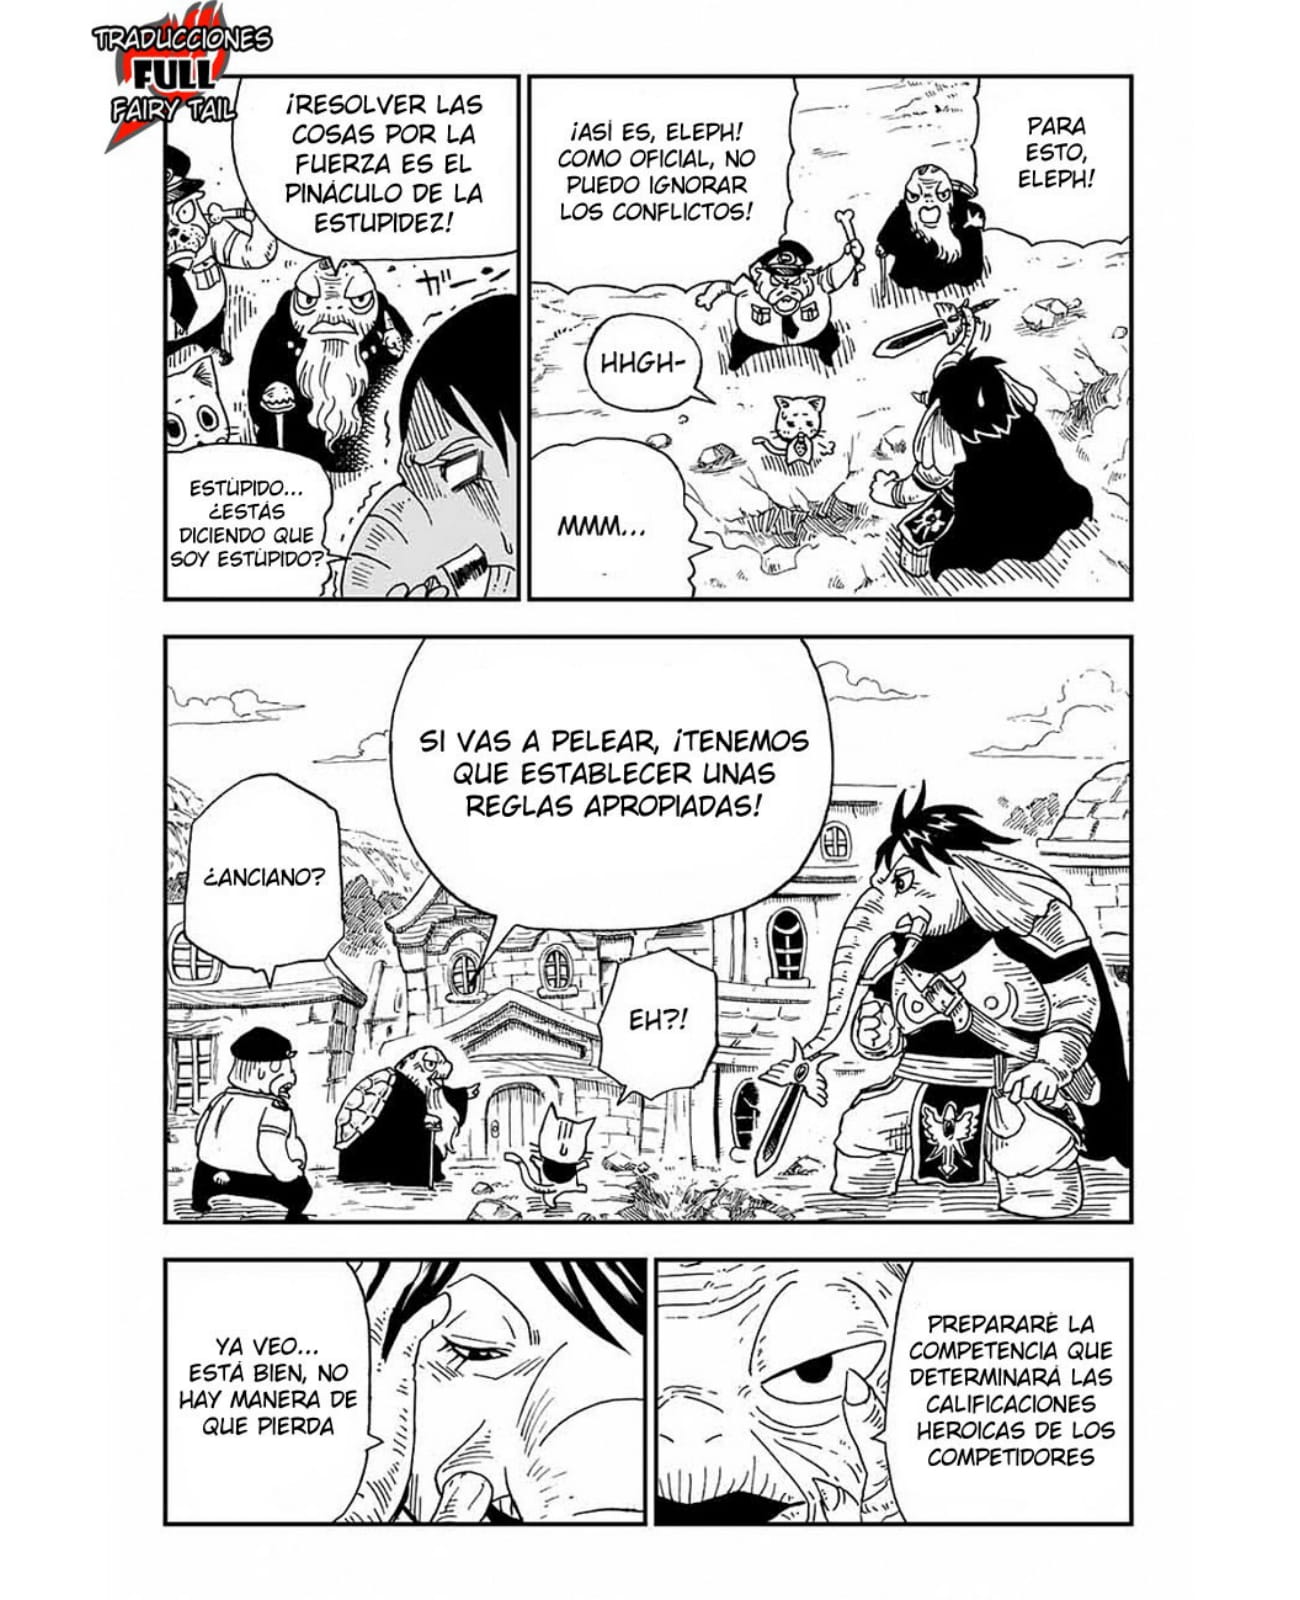 TRADUCCIONES
FULL
FAIRY TAIL
PARA
ESTO,
ELEPH!
¡ASÍ ES, ELEPH!
COMO OFICIAL, NO
PUEDO IGNORAR
LOS CONFLICTOS!
HHGH-
MMM...
¡RESOLVER LAS
COSAS POR LA
FUERZA ES EL
PINÁCULO DE LA
ESTUPIDEZ!
ガーン
ESTÚPIDO...
¿ESTÁS
DICIENDO QUE
SOY ESTÚPIDO?
SI VAS A PELEAR, ¡TENEMOS
QUE ESTABLECER UNAS
REGLAS APROPIADAS!
¿ANCIANO?
EH?!
PREPARARÉ LA
COMPETENCIA QUE
DETERMINARÁ LAS
CALIFICACIONES
HEROICAS DE LOS
COMPETIDORES
YA VEO...
ESTÁ BIEN, NO
HAY MANERA DE
QUE PIERDA